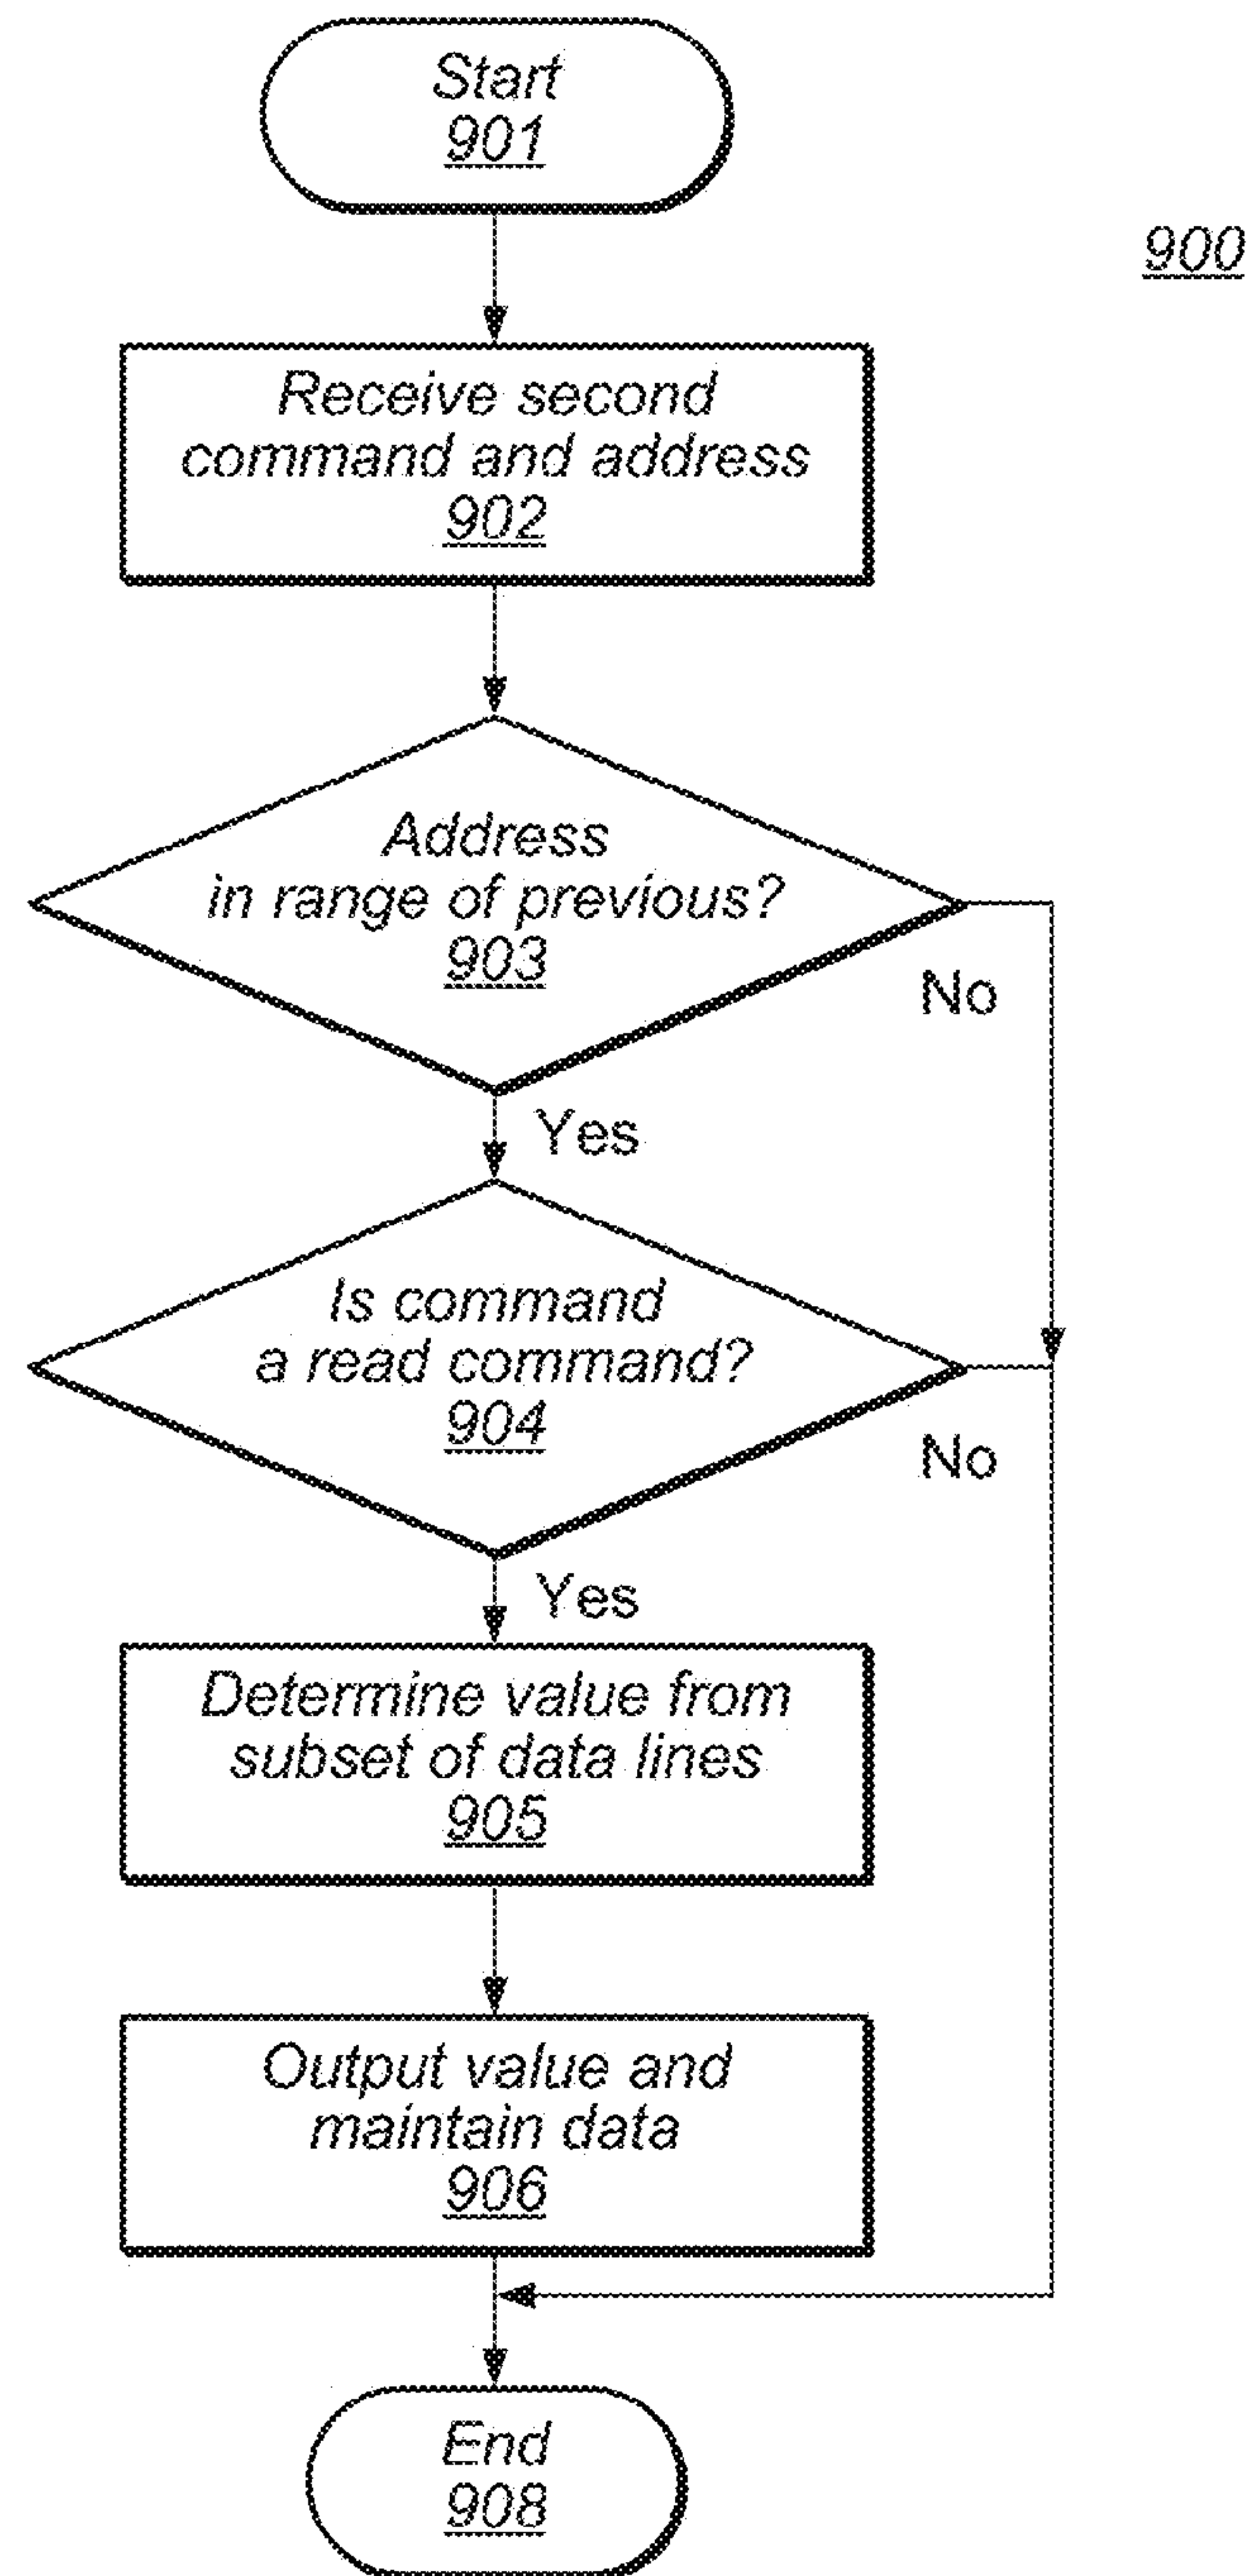 Start
901
900
Receive second
command and address
902
Address
in range of previous?
903
No
Yes
Is command
a read command?
904
No
Yes
Determine value from
subset of data lines
905
Output value and
maintain data
906
End
908